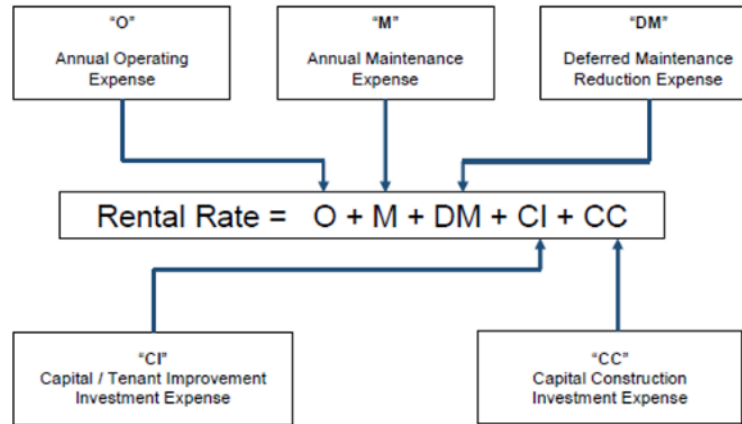 "O"
Annual Operating
Expense
"M"
Annual Maintenance
Expense
"DM"
Deferred Maintenance
Reduction Expense
Rental Rate = O + M + DM + CI + CC
"CI"
Capital / Tenant Improvement
Investment Expense
"CC"
Capital Construction
Investment Expense